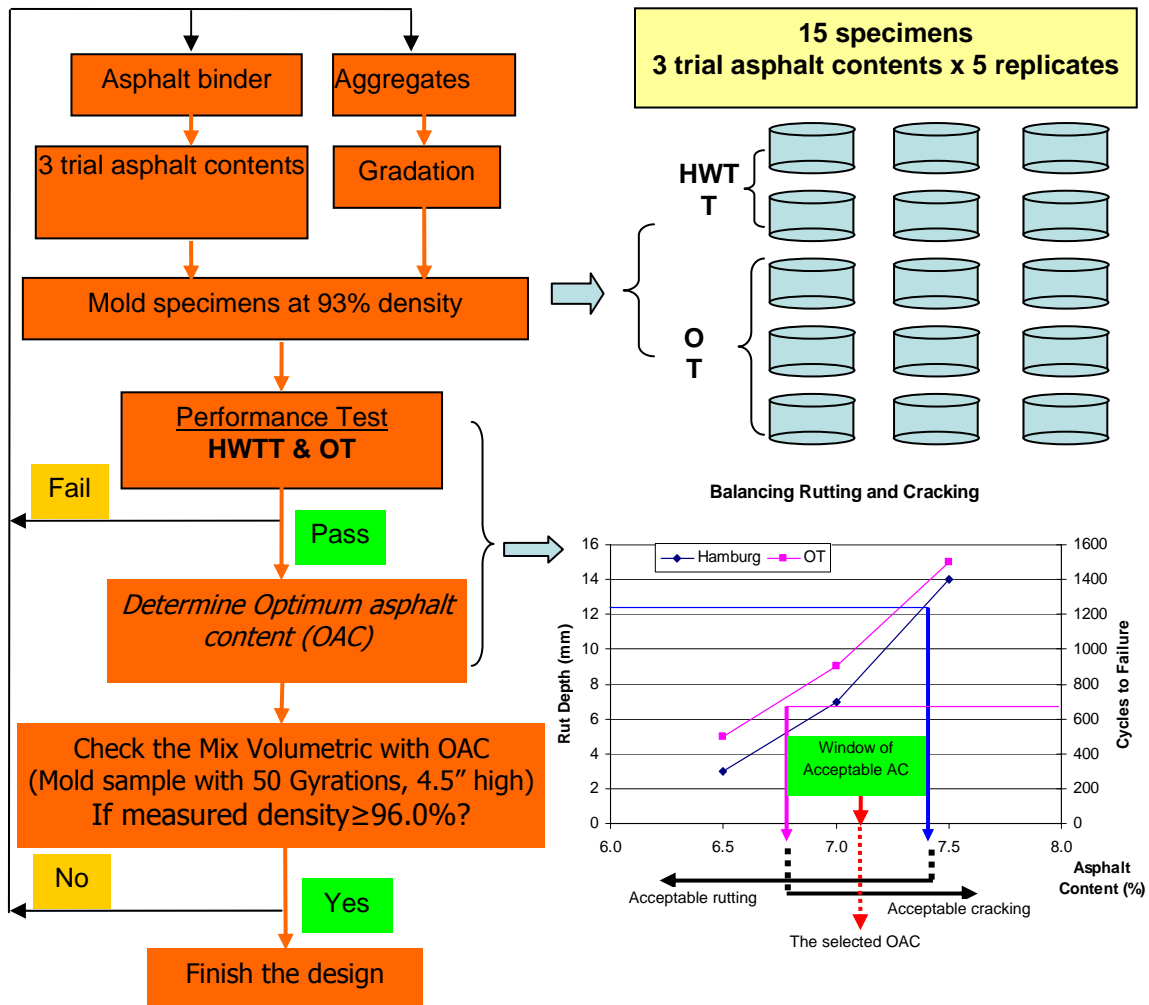 Asphalt binder
Aggregates
3 trial asphalt contents
Gradation
Mold specimens at 93% density
Performance Test
HWTT & OT
Fail
Pass
Determine Optimum asphalt
content (OAC)
Check the Mix Volumetric with OAC
(Mold sample with 50 Gyrations, 4.5” high)
If measured density≥96.0%?
No
Yes
Finish the design
15 specimens
3 trial asphalt contents x 5 replicates
HWT
T
O
T
Balancing Rutting and Cracking
Hamburg
OT
Rut Depth (mm)
16
14
12
10
8
6
4
2
0
1600
1400
1200
1000
800
600
400
200
0
Cycles to Failure
Window of
Acceptable AC
6.0
6.5
7.0
7.5
8.0
Asphalt
Content (%)
Acceptable rutting
Acceptable cracking
The selected OAC